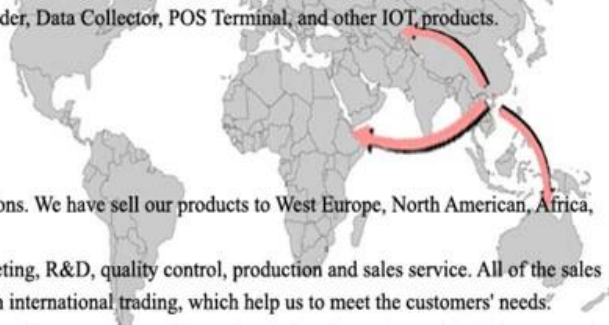 der, Data Collector, POS Terminal, and other IOT products.
ons. We have sell our products to West Europe, North American, Africa,
eting, R&D, quality control, production and sales service. All of the sales
n international trading, which help us to meet the customers' needs.